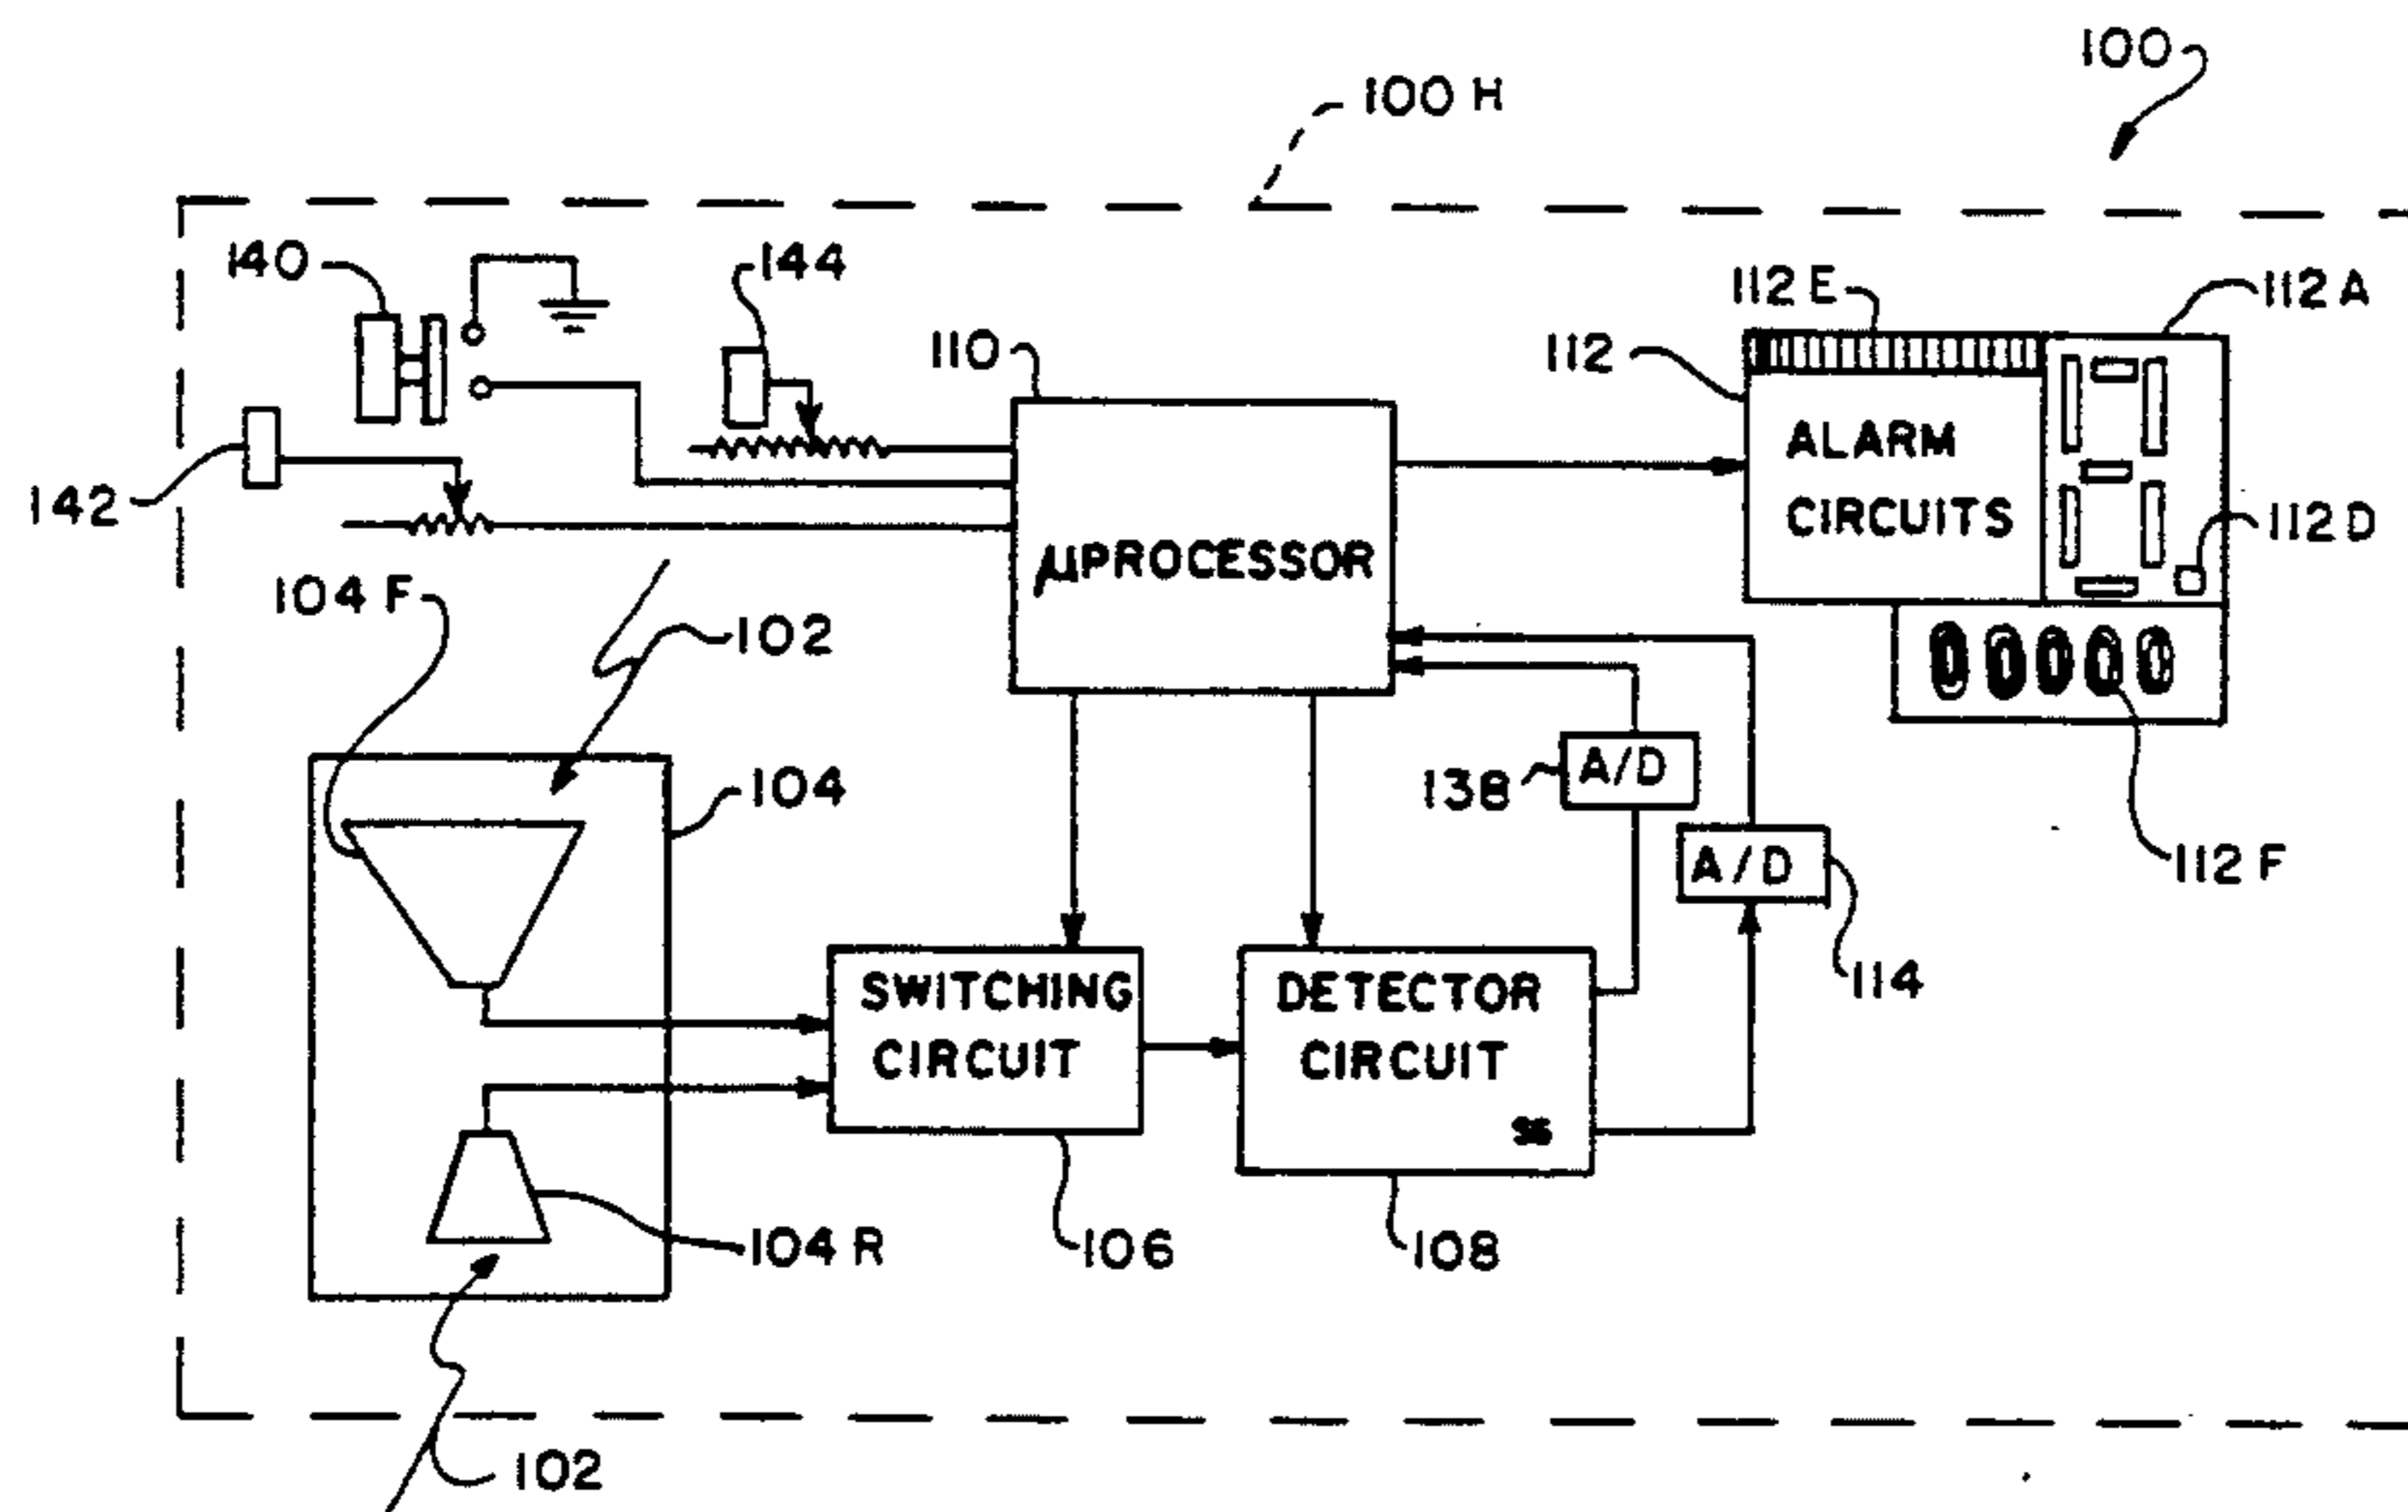 100
100 H
140
144
112 E
112 A
110
112
142
ALARM
CIRCUITS
112 D
µPROCESSOR
104 F
102
138
A/D
104
A/D
112 F
114
SWITCHING
CIRCUIT
DETECTOR
CIRCUIT
104 R
106
108
102